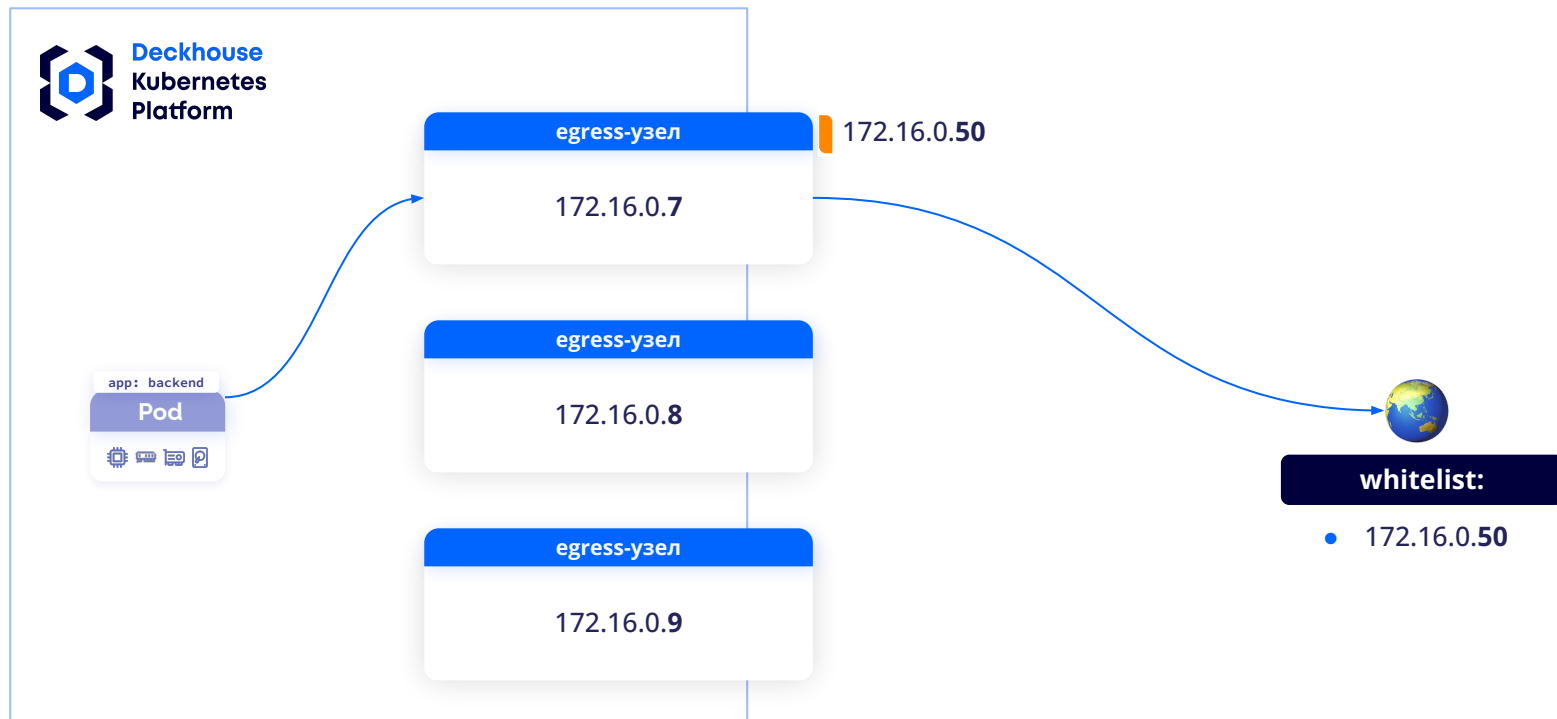 Deckhouse
Kubernetes
Platform
egress-узел
172.16.0.50
172.16.0.7
egress-узел
172.16.0.8
app: backend
Pod
whitelist:
172.16.0.50
egress-узел
172.16.0.9